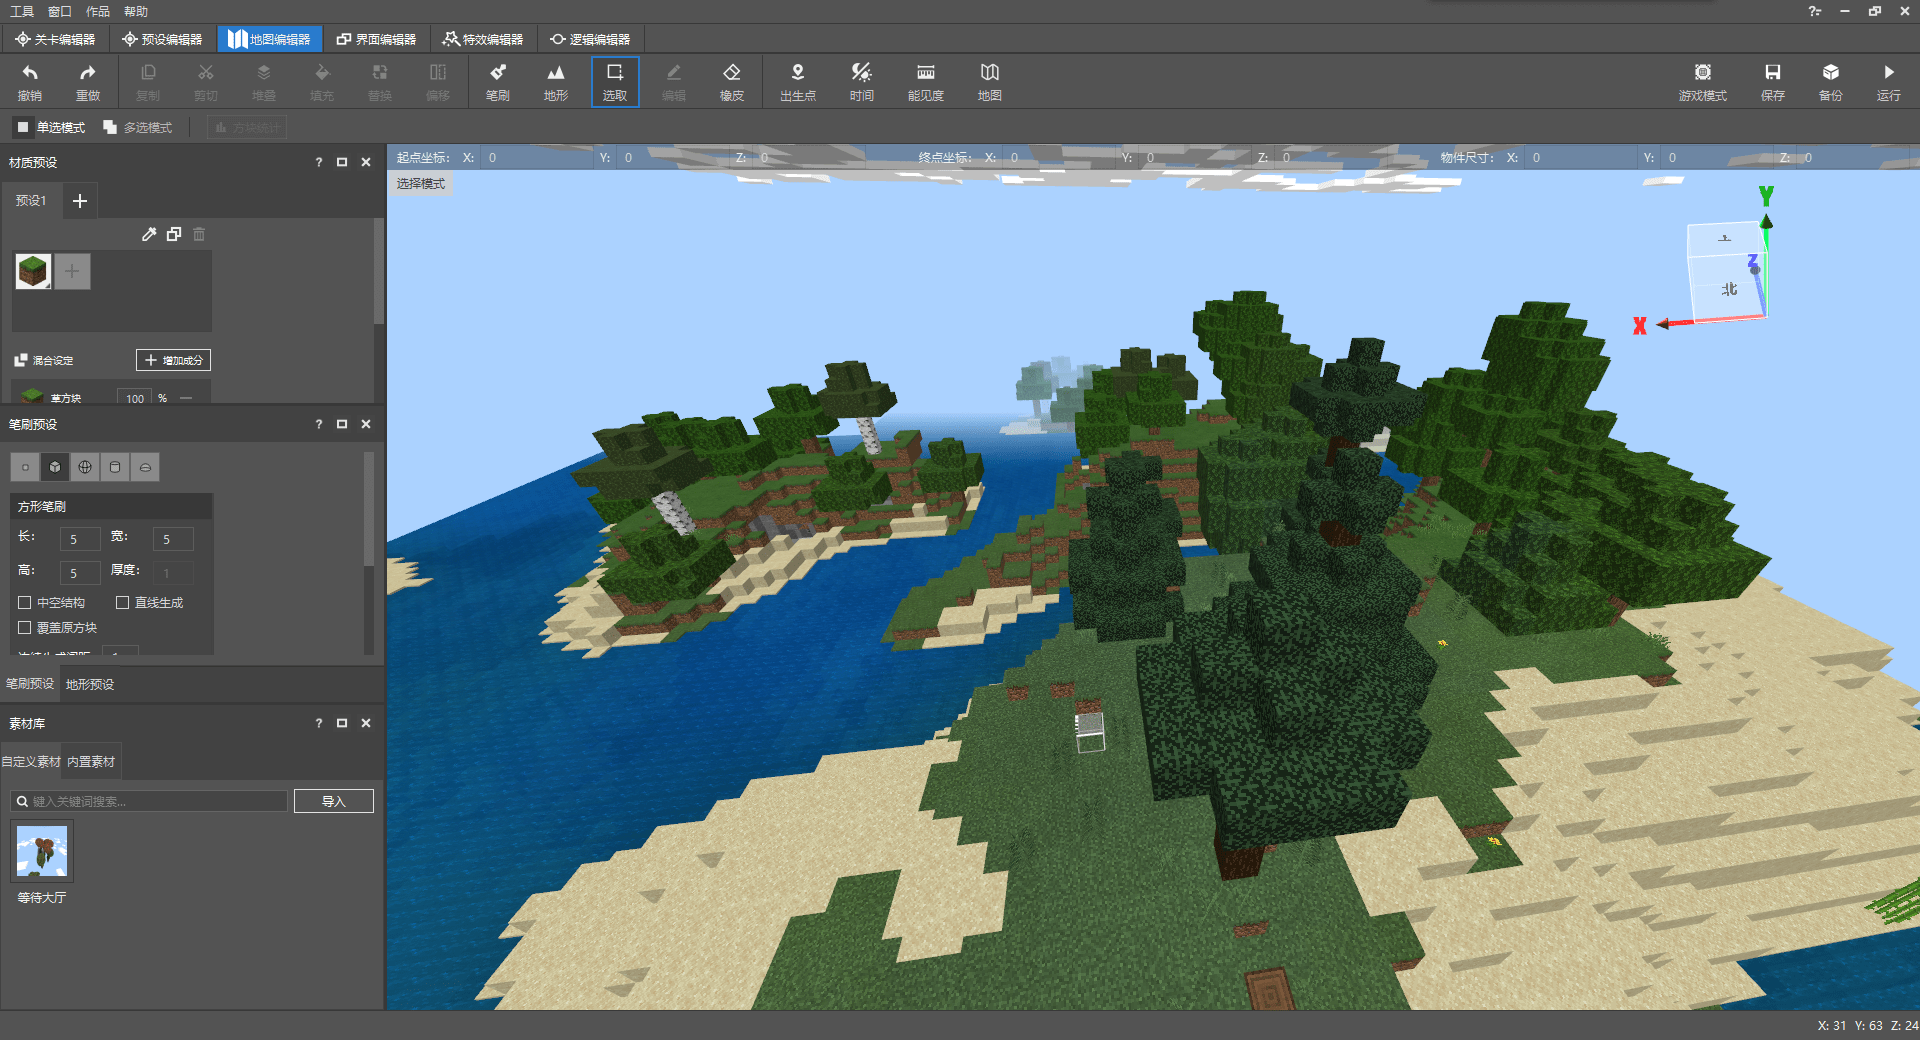 工具 窗口 作品 帮助
关卡编辑器 预设编辑器 地图编辑器 界面编辑器 特效编辑器 逻辑编辑器
撤销 重做 复制 剪切 堆叠 填充 替换 偏移 笔刷 地形 选取 编辑 橡皮 出生点 时间 能见度 地图 游戏模式 保存 备份 运行
单选模式 多选模式 方块统计
材质预设 ?
起点坐标: X: 0 Y: 0 Z: 0 终点坐标: X: 0 Y: 0 Z: 0 物件尺寸: X: 0 Y: 0 Z: 0
选择模式
预设1
混合设定 增加成分
草方块 100 %
笔刷预设 ?
方形笔刷
长: 5 宽: 5
高: 5 厚度: 1
中空结构 直线生成
覆盖原方块
笔刷预设 地形预设
素材库 ?
自定义素材 内置素材
键入关键词搜索... 导入
等待大厅
Y
Z
北
X
X: 31 Y: 63 Z: 24